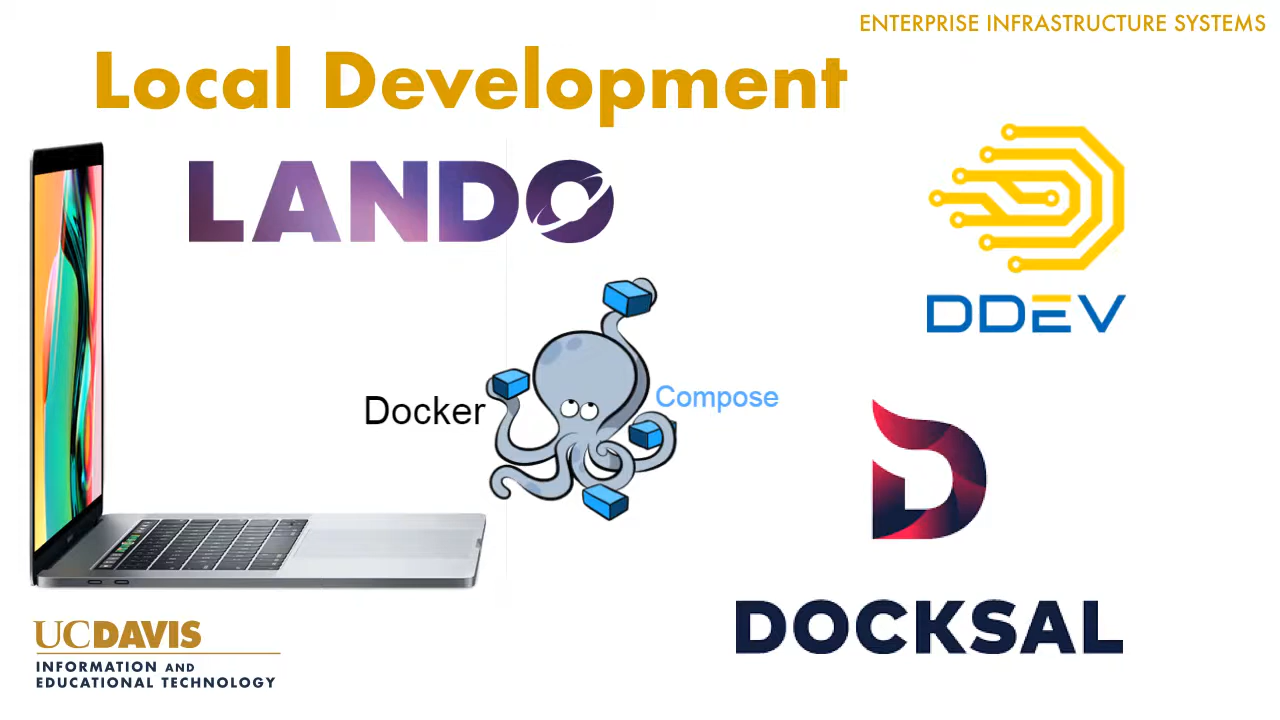 ENTERPRISE INFRASTRUCTURE SYSTEMS
Local Development
LANDO
DDEV
Docker
Compose
DOCKSAL
UCDAVIS
INFORMATION AND
EDUCATIONAL TECHNOLOGY